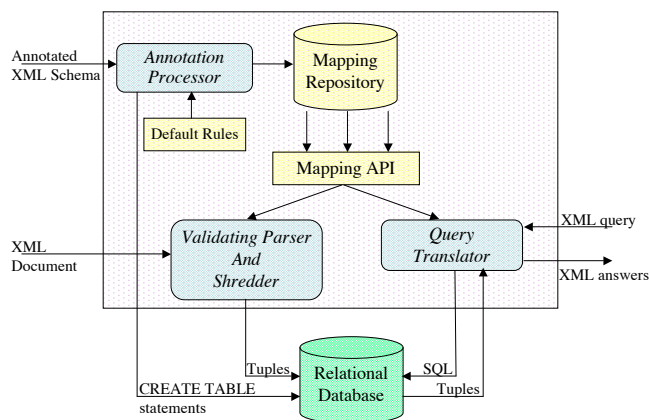 Annotated
XML Schema
Annotation
Processor
Mapping
Repository
Default Rules
Mapping API
XML
Document
Validating Parser
And
Shredder
Query
Translator
XML query
XML answers
Tuples
SQL
CREATE TABLE
statements
Relational
Database
Tuples